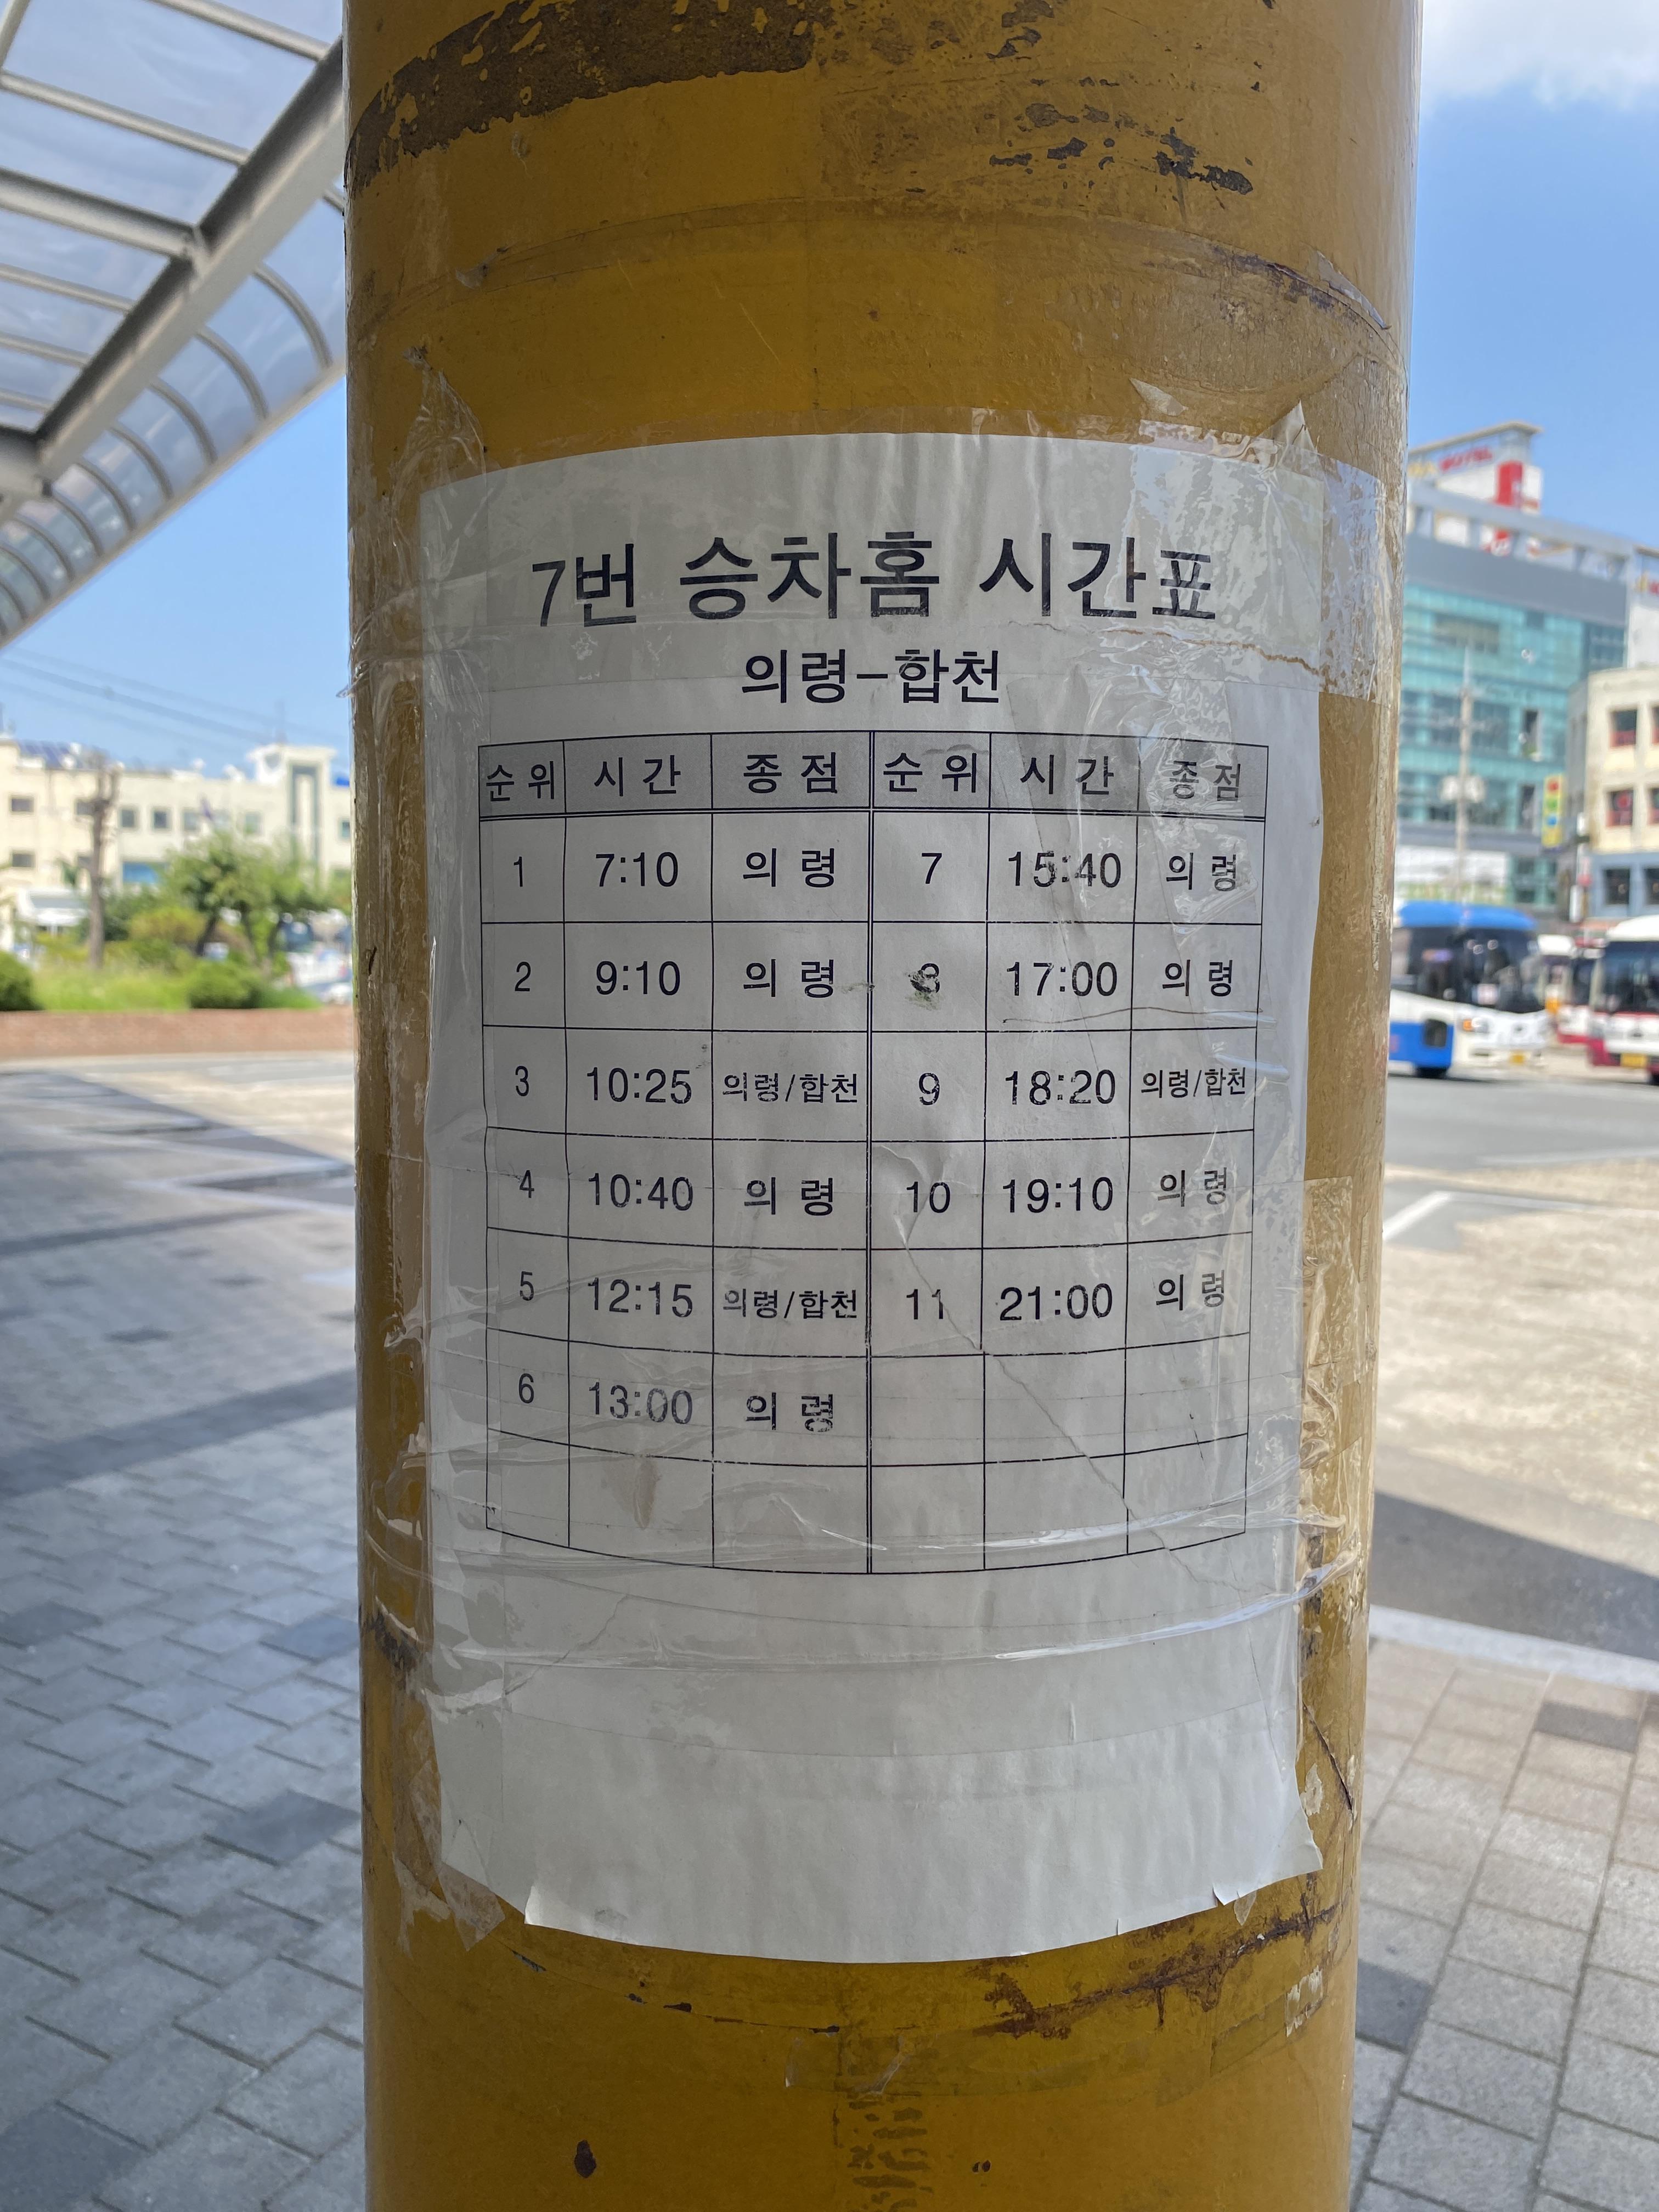 7번 승차홈 시간표
의령-합천
순위 시간 종점 순위 시간 종점
1 7:10 의령 7 15:40 의령
2 9:10 의령 8 17:00 의령
3 10:25 의령/합천 9 18:20 의령/합천
4 10:40 의령 10 19:10 의령
5 12:15 의령/합천 11 21:00 의령
6 13:00 의령
MOTEL